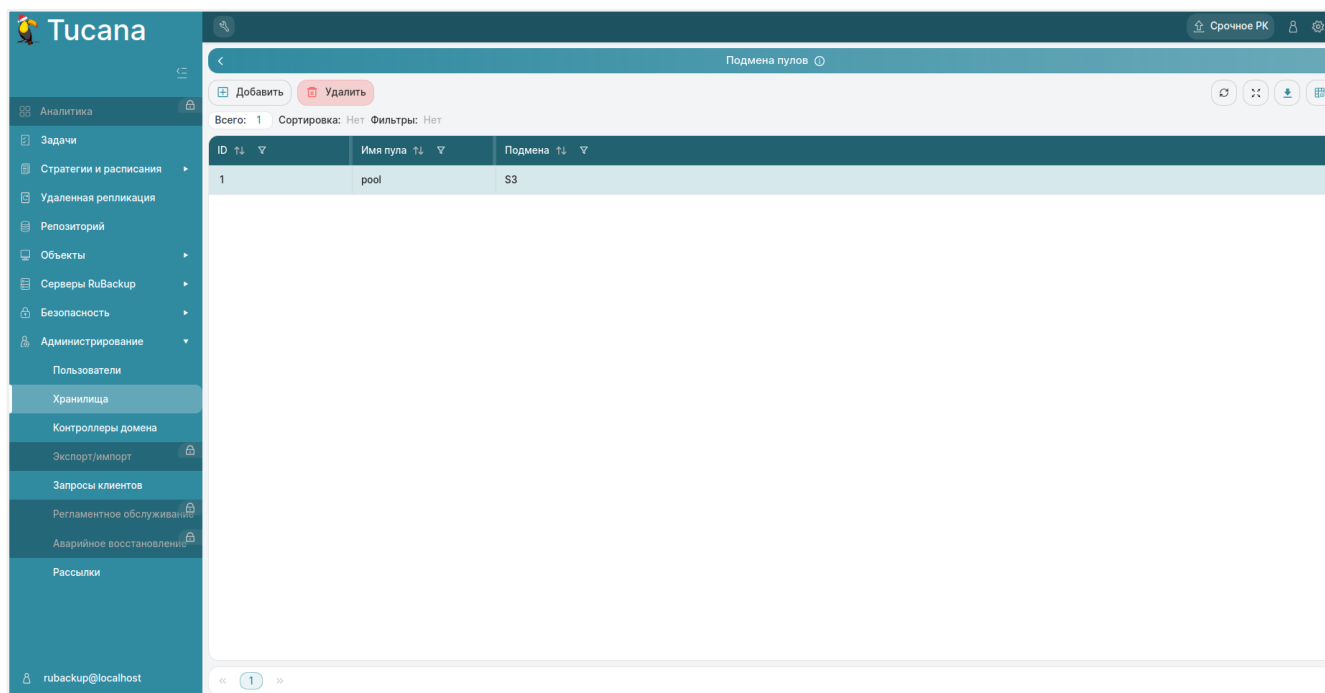 Tucana
Срочное РК
Подмена пулов
Добавить
Удалить
Всего: 1 Сортировка: Нет Фильтры: Нет
ID
Имя пула
Подмена
1
pool
S3
Аналитика
Задачи
Стратегии и расписания
Удаленная репликация
Репозиторий
Объекты
Серверы RuBackup
Безопасность
Администрирование
Пользователи
Хранилища
Контроллеры домена
Экспорт/импорт
Запросы клиентов
Регламентное обслуживание
Аварийное восстановление
Рассылки
rubackup@localhost
« 1 »